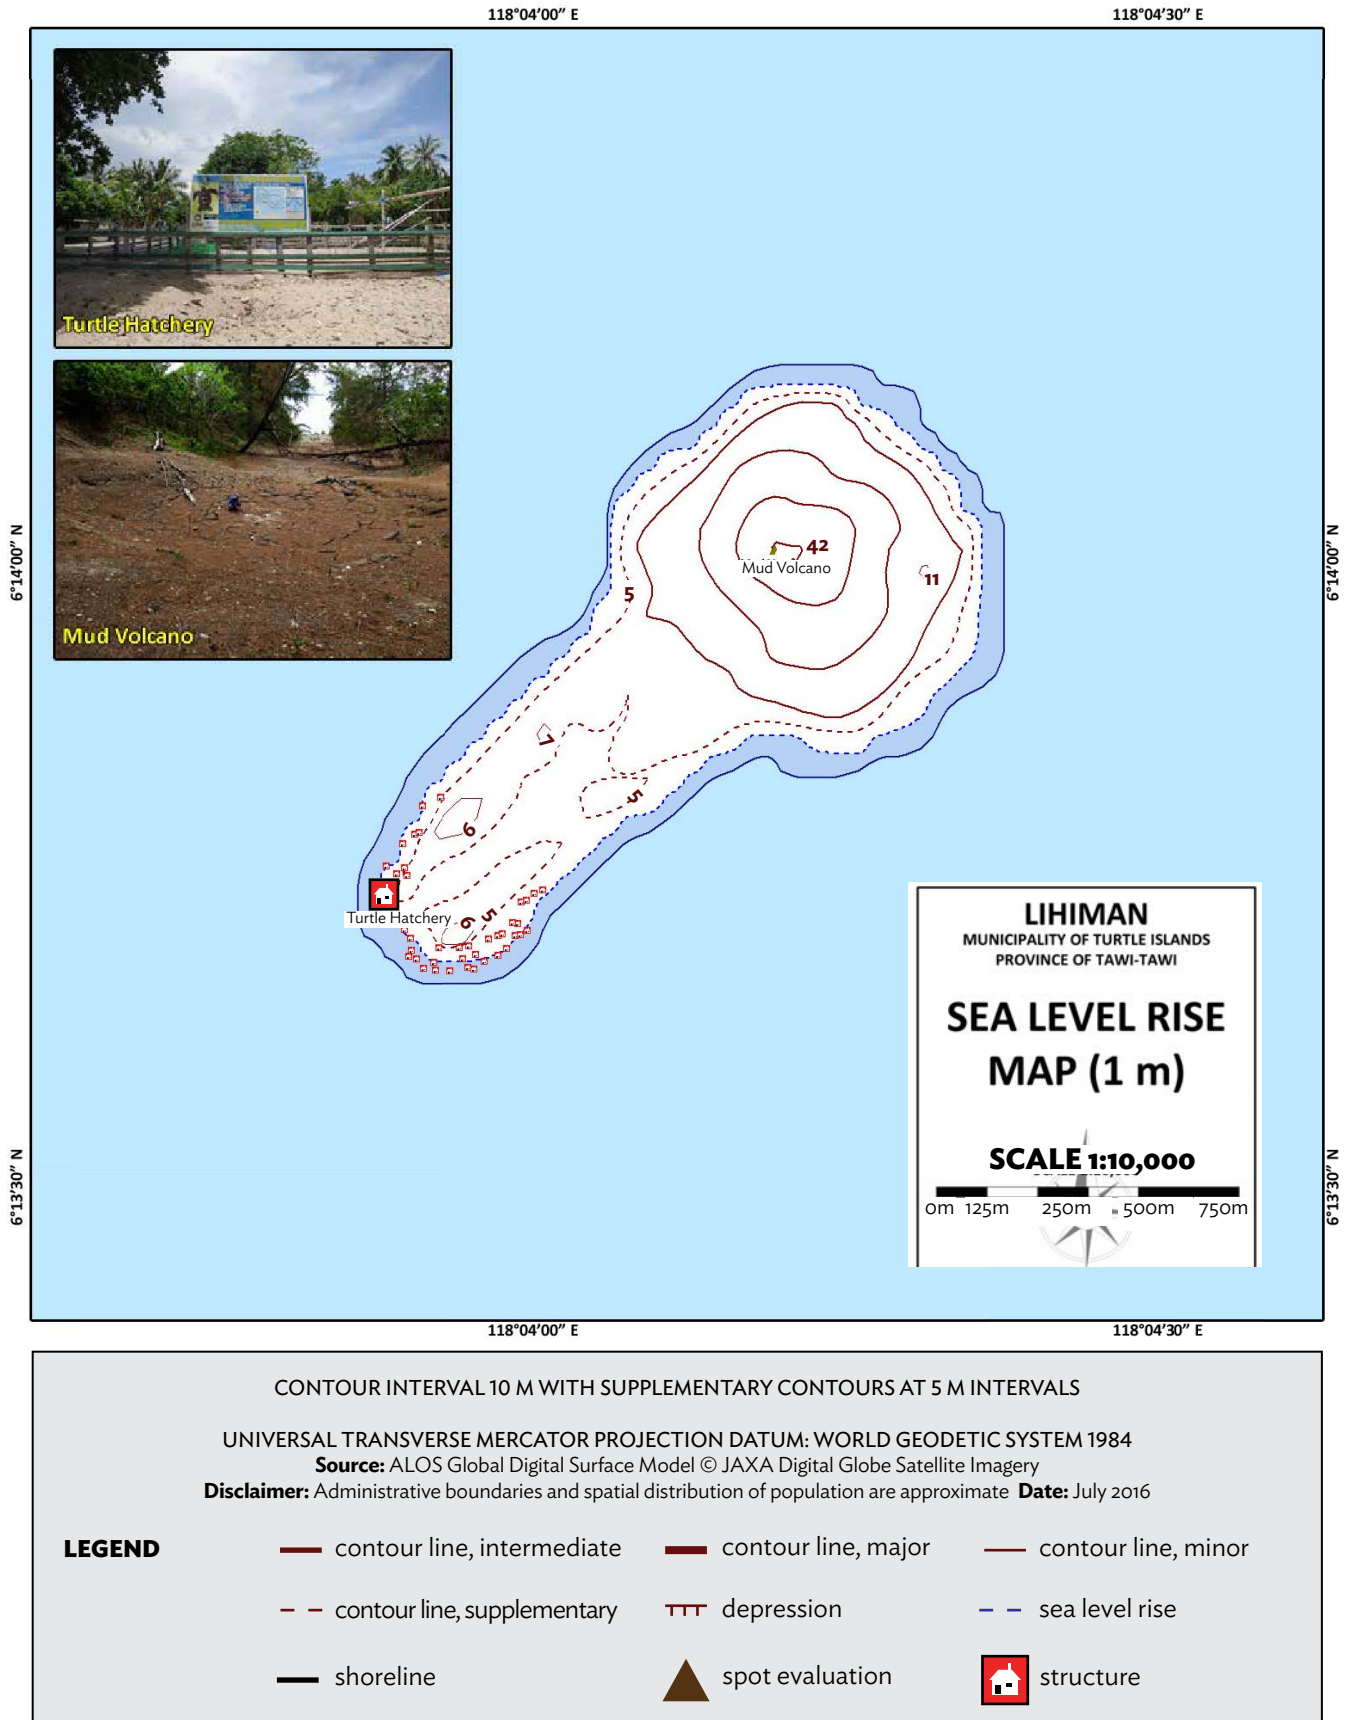 118°04’00” E 118°04’30” E
Turtle Hatchery
Mud Volcano
6°14’00” N
6°14’00” N
42
Mud Volcano
11
5
7
5
6
Turtle Hatchery
6
5
LIHIMAN
MUNICIPALITY OF TURTLE ISLANDS
PROVINCE OF TAWI-TAWI
SEA LEVEL RISE
MAP (1 m)
SCALE 1:10,000
0m 125m 250m 500m 750m
6°13’30” N
6°13’30” N
118°04’00” E 118°04’30” E
CONTOUR INTERVAL 10 M WITH SUPPLEMENTARY CONTOURS AT 5 M INTERVALS
UNIVERSAL TRANSVERSE MERCATOR PROJECTION DATUM: WORLD GEODETIC SYSTEM 1984
Source: ALOS Global Digital Surface Model © JAXA Digital Globe Satellite Imagery
Disclaimer: Administrative boundaries and spatial distribution of population are approximate Date: July 2016
LEGEND
contour line, intermediate contour line, major contour line, minor
contour line, supplementary depression sea level rise
shoreline spot evaluation structure